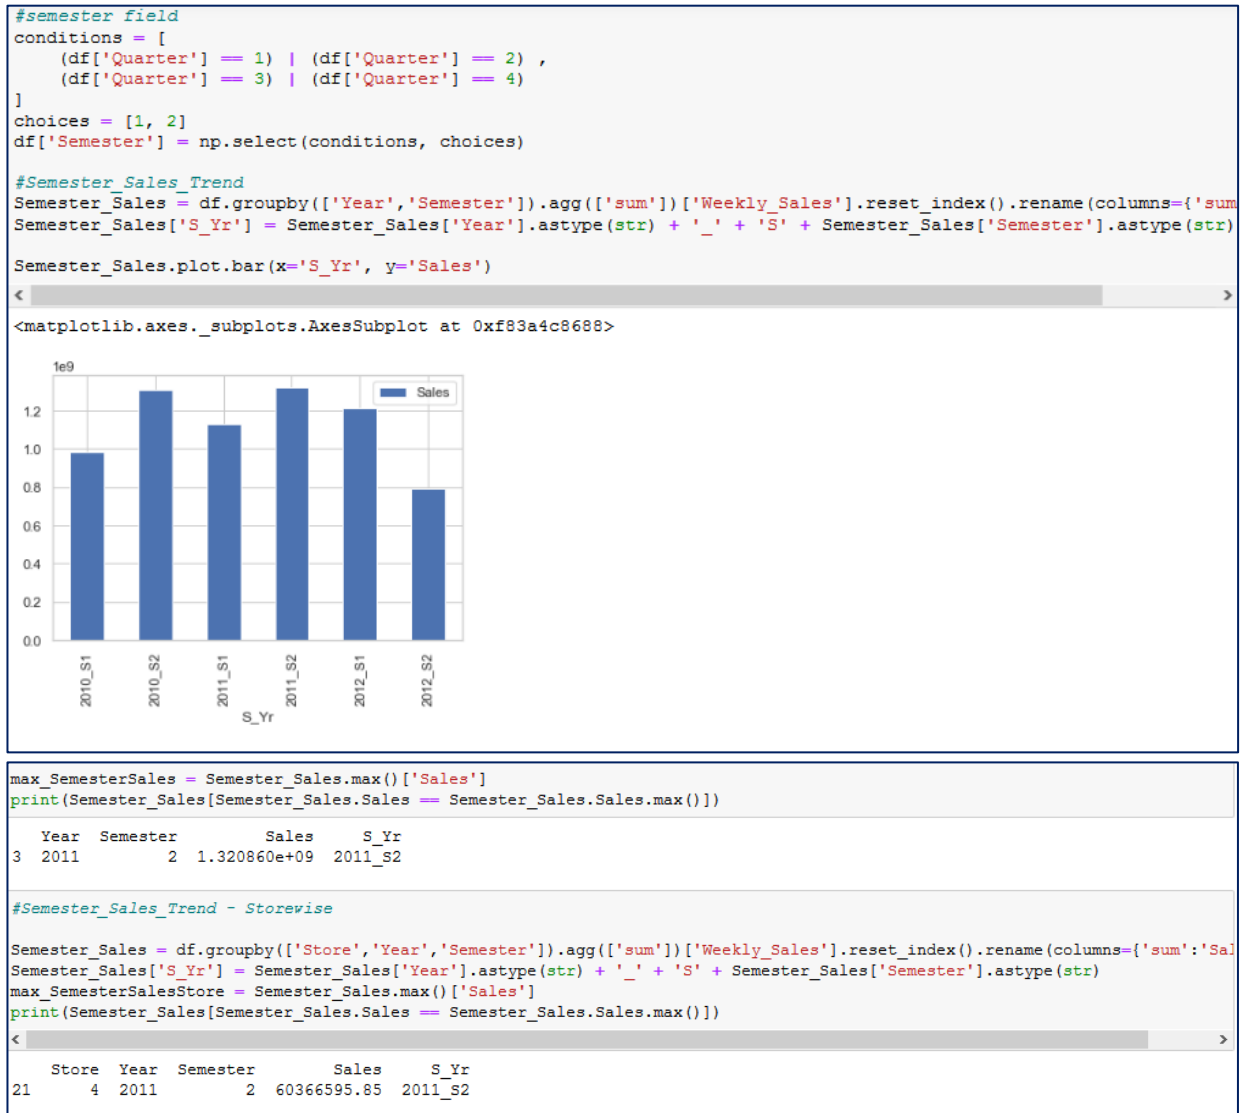 #semester field
conditions = [
    (df['Quarter'] == 1) | (df['Quarter'] == 2) ,
    (df['Quarter'] == 3) | (df['Quarter'] == 4)
]
choices = [1, 2]
df['Semester'] = np.select(conditions, choices)
#Semester_Sales_Trend
Semester_Sales = df.groupby(['Year','Semester']).agg(['sum'])['Weekly_Sales'].reset_index().rename(columns={'sum
Semester_Sales['S_Yr'] = Semester_Sales['Year'].astype(str) + '_' + 'S' + Semester_Sales['Semester'].astype(str)
Semester_Sales.plot.bar(x='S_Yr', y='Sales')
<matplotlib.axes._subplots.AxesSubplot at 0xf83a4c8688>
1e9
Sales
1.2
1.0
0.8
0.6
0.4
0.2
0.0
2010_S1
2010_S2
2011_S1
2011_S2
2012_S1
2012_S2
S_Yr
max_SemesterSales = Semester_Sales.max()['Sales']
print(Semester_Sales[Semester_Sales.Sales == Semester_Sales.Sales.max()])
   Year  Semester         Sales     S_Yr
3  2011         2  1.320860e+09  2011_S2
#Semester_Sales_Trend - Storewise
Semester_Sales = df.groupby(['Store','Year','Semester']).agg(['sum'])['Weekly_Sales'].reset_index().rename(columns={'sum':'Sal
Semester_Sales['S_Yr'] = Semester_Sales['Year'].astype(str) + '_' + 'S' + Semester_Sales['Semester'].astype(str)
max_SemesterSalesStore = Semester_Sales.max()['Sales']
print(Semester_Sales[Semester_Sales.Sales == Semester_Sales.Sales.max()])
    Store  Year  Semester        Sales     S_Yr
21      4  2011         2  60366595.85  2011_S2